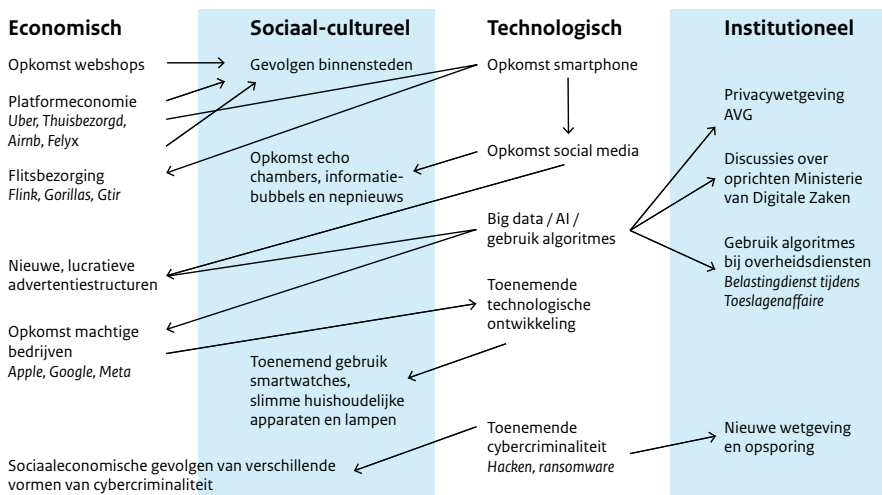 Economisch
Opkomst webshops
Platformeconomie
Uber, Thuisbezorgd,
Airnb, Felyx
Flitsbezorging
Flink, Gorillas, Gtir
Nieuwe, lucratieve
advertentiestructuren
Opkomst machtige
bedrijven
Apple, Google, Meta
Sociaaleconomische gevolgen van verschillende
vormen van cybercriminaliteit
Sociaal-cultureel
Gevolgen binnensteden
Opkomst echo
chambers, informatie-
bubbels en nepnieuws
Toenemend gebruik
smartwatches,
slimme huishoudelijke
apparaten en lampen
Technologisch
Opkomst smartphone
Opkomst social media
Big data / AI /
gebruik algoritmes
Toenemende
technologische
ontwikkeling
Toenemende
cybercriminaliteit
Hacken, ransomware
Institutioneel
Privacywetgeving
AVG
Discussies over
oprichten Ministerie
van Digitale Zaken
Gebruik algoritmes
bij overheidsdiensten
Belastingdienst tijdens
Toeslagenaffaire
Nieuwe wetgeving
en opsporing